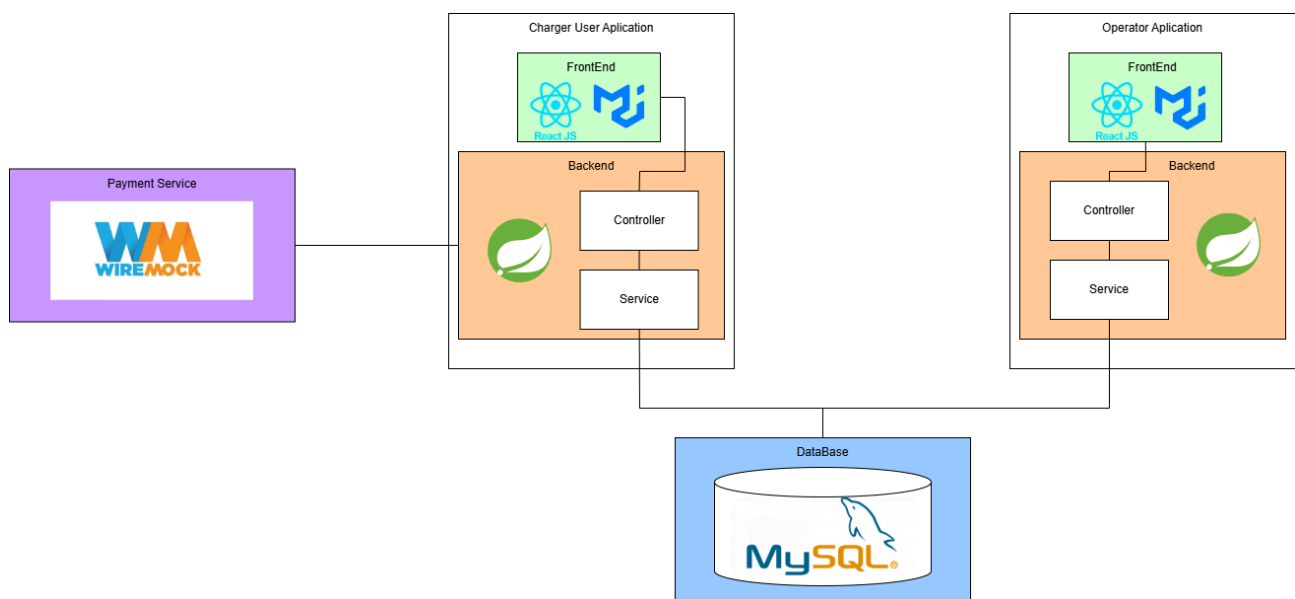 Charger User Aplication
FrontEnd
React JS
Backend
Controller
Service
Operator Aplication
FrontEnd
React JS
Backend
Controller
Service
Payment Service
WM
WIREMOCK
DataBase
MySQL®